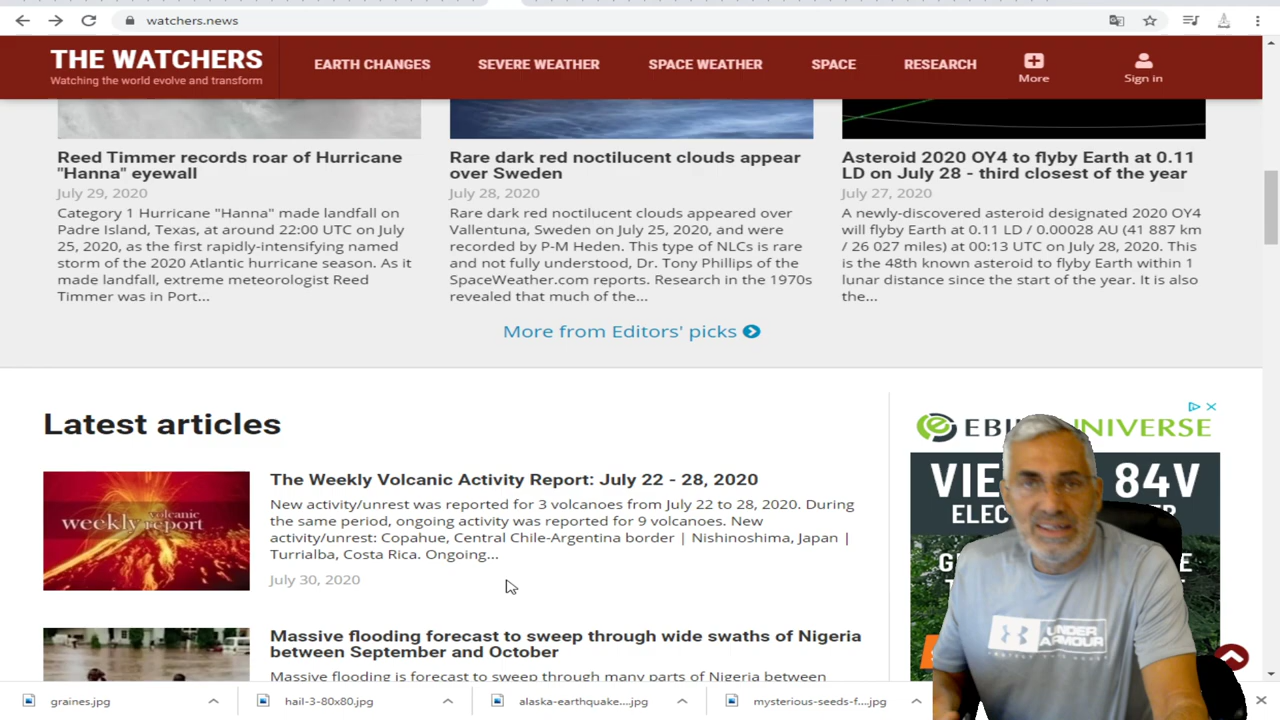 watchers.news
THE WATCHERS
Watching the world evolve and transform
EARTH CHANGES
SEVERE WEATHER
SPACE WEATHER
SPACE
RESEARCH
More
Sign in
Reed Timmer records roar of Hurricane
"Hanna" eyewall
July 29, 2020
Category 1 Hurricane "Hanna" made landfall on
Padre Island, Texas, at around 22:00 UTC on July
25, 2020, as the first rapidly-intensifying named
storm of the 2020 Atlantic hurricane season. As it
made landfall, extreme meteorologist Reed
Timmer was in Port...
Rare dark red noctilucent clouds appear
over Sweden
July 28, 2020
Rare dark red noctilucent clouds appeared over
Vallentuna, Sweden on July 25, 2020, and were
recorded by P-M Heden. This type of NLCs is rare
and not fully understood, Dr. Tony Phillips of the
SpaceWeather.com reports. Research in the 1970s
revealed that much of the...
Asteroid 2020 OY4 to flyby Earth at 0.11
LD on July 28 - third closest of the year
July 27, 2020
A newly-discovered asteroid designated 2020 OY4
will flyby Earth at 0.11 LD / 0.00028 AU (41 887 km
/ 26 027 miles) at 00:13 UTC on July 28, 2020. This
is the 48th known asteroid to flyby Earth within 1
lunar distance since the start of the year. It is also
the...
More from Editors' picks
Latest articles
weekly report
volcanic
The Weekly Volcanic Activity Report: July 22 - 28, 2020
New activity/unrest was reported for 3 volcanoes from July 22 to 28, 2020. During
the same period, ongoing activity was reported for 9 volcanoes. New
activity/unrest: Copahue, Central Chile-Argentina border | Nishinoshima, Japan |
Turrialba, Costa Rica. Ongoing...
July 30, 2020
Massive flooding forecast to sweep through wide swaths of Nigeria
between September and October
Massive flooding is forecast to sweep through many parts of Nigeria between
UNIVERSE
84V
UNDER
ARMOUR
graines.jpg
hail-3-80x80.jpg
alaska-earthquake....jpg
mysterious-seeds-f....jpg